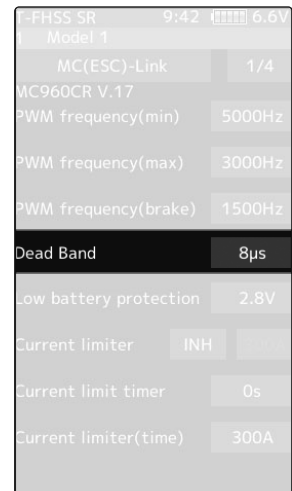 T-FHSS SR 9:42 6.6V
1 Model 1
MC(ESC)-Link 1/4
MC960CR V.17
PWM frequency(min) 5000Hz
PWM frequency(max) 3000Hz
PWM frequency(brake) 1500Hz
Dead Band 8µs
Low battery protection 2.8V
Current limiter INH
Current limit timer 0s
Current limiter(time) 300A